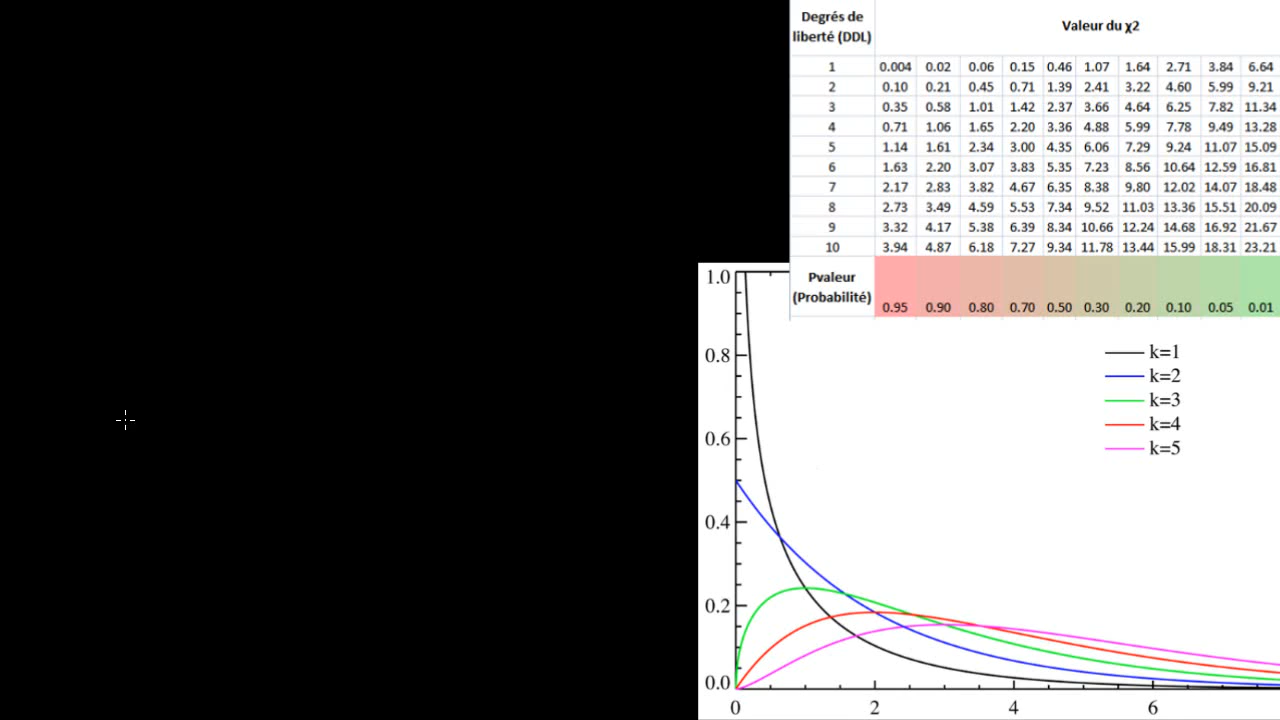 Degrés de
liberté (DDL)
Valeur du χ2
1 0.004 0.02 0.06 0.15 0.46 1.07 1.64 2.71 3.84 6.64
2 0.10 0.21 0.45 0.71 1.39 2.41 3.22 4.60 5.99 9.21
3 0.35 0.58 1.01 1.42 2.37 3.66 4.64 6.25 7.82 11.34
4 0.71 1.06 1.65 2.20 3.36 4.88 5.99 7.78 9.49 13.28
5 1.14 1.61 2.34 3.00 4.35 6.06 7.29 9.24 11.07 15.09
6 1.63 2.20 3.07 3.83 5.35 7.23 8.56 10.64 12.59 16.81
7 2.17 2.83 3.82 4.67 6.35 8.38 9.80 12.02 14.07 18.48
8 2.73 3.49 4.59 5.53 7.34 9.52 11.03 13.36 15.51 20.09
9 3.32 4.17 5.38 6.39 8.34 10.66 12.24 14.68 16.92 21.67
10 3.94 4.87 6.18 7.27 9.34 11.78 13.44 15.99 18.31 23.21
Pvaleur
(Probabilité)
0.95 0.90 0.80 0.70 0.50 0.30 0.20 0.10 0.05 0.01
1.0
0.8
0.6
0.4
0.2
0.0
k=1
k=2
k=3
k=4
k=5
0 2 4 6